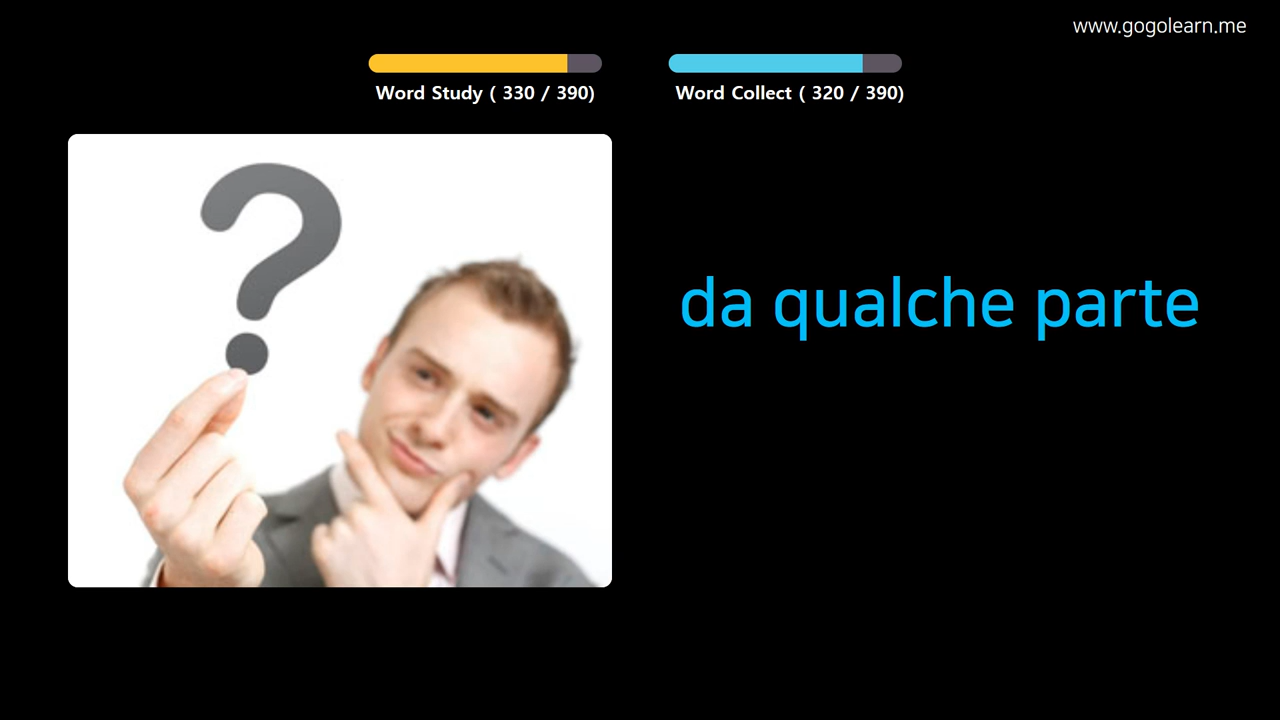 www.gogolearn.me
Word Study ( 330 / 390)
Word Collect ( 320 / 390)
?
da qualche parte